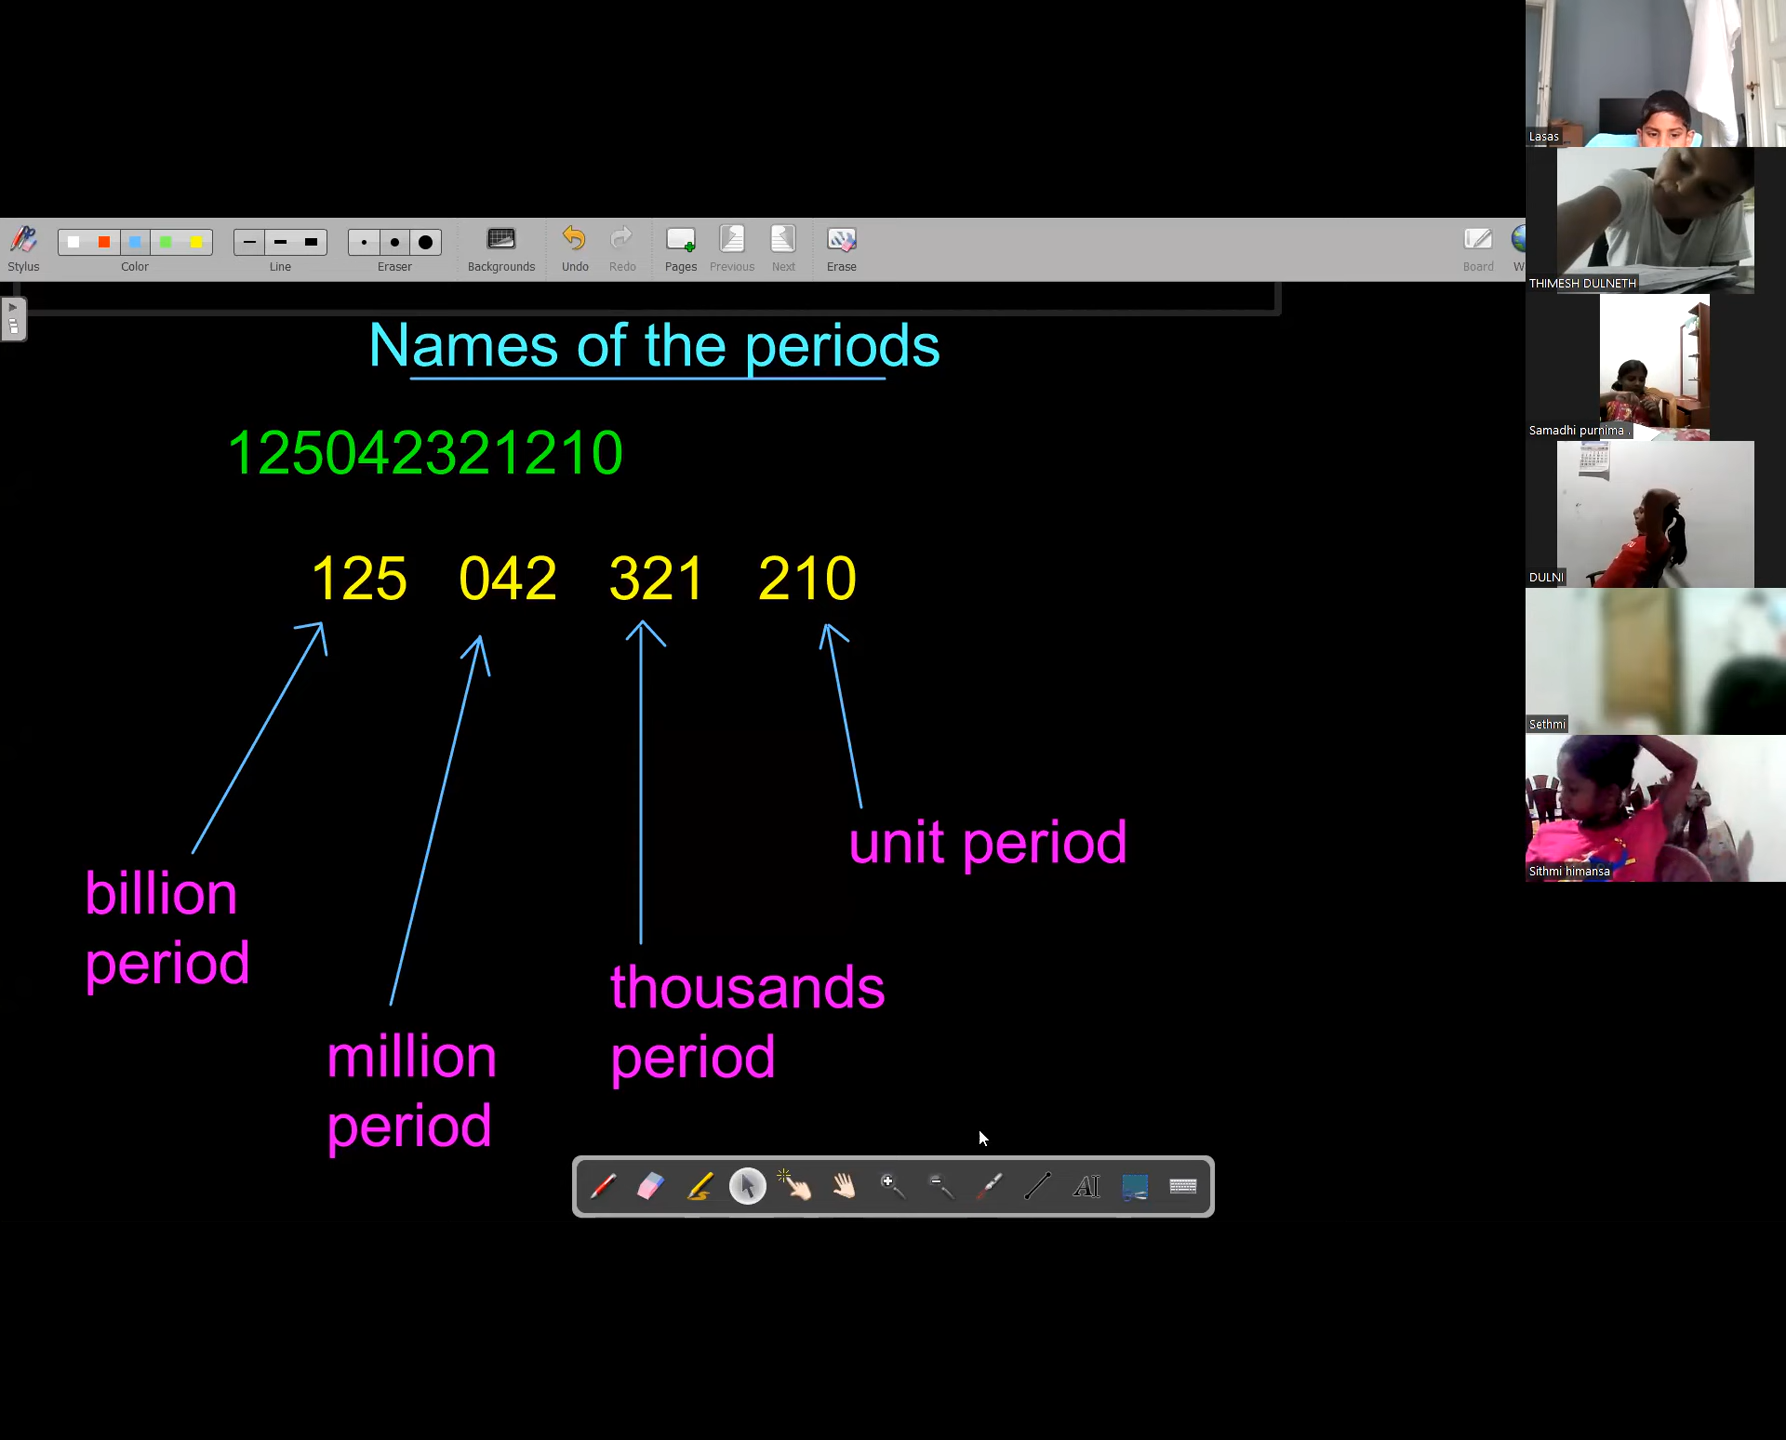 Stylus
Color
Line
Eraser
Backgrounds
Undo
Redo
Pages
Previous
Next
Erase
Board
W
Names of the periods
125042321210
125 042 321 210
unit period
billion
period
thousands
period
million
period
Lasas
THIMESH DULNETH
Samadhi purnima .
DULNI
Sethmi
Sithmi himansa